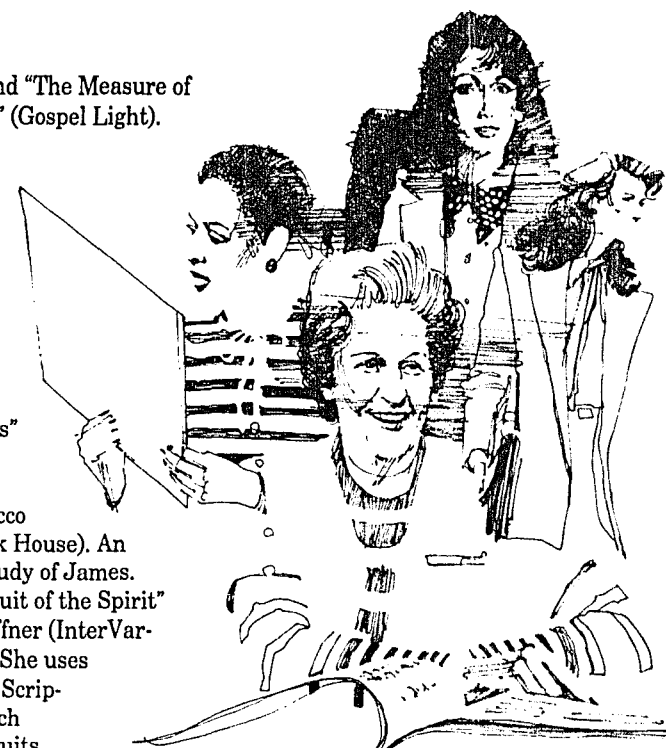 nd “The Measure of
” (Gospel Light).
s”
cco
k House). An
udy of James.
uit of the Spirit”
ffner (InterVar-
She uses
Scrip-
ch
uits